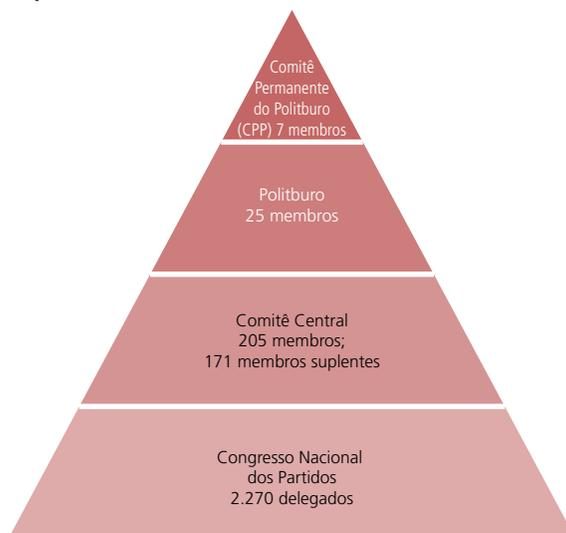 Comitê
Permanente
do Politburo
(CPP) 7 membros
Politburo
25 membros
Comitê Central
205 membros;
171 membros suplentes
Congresso Nacional
dos Partidos
2.270 delegados